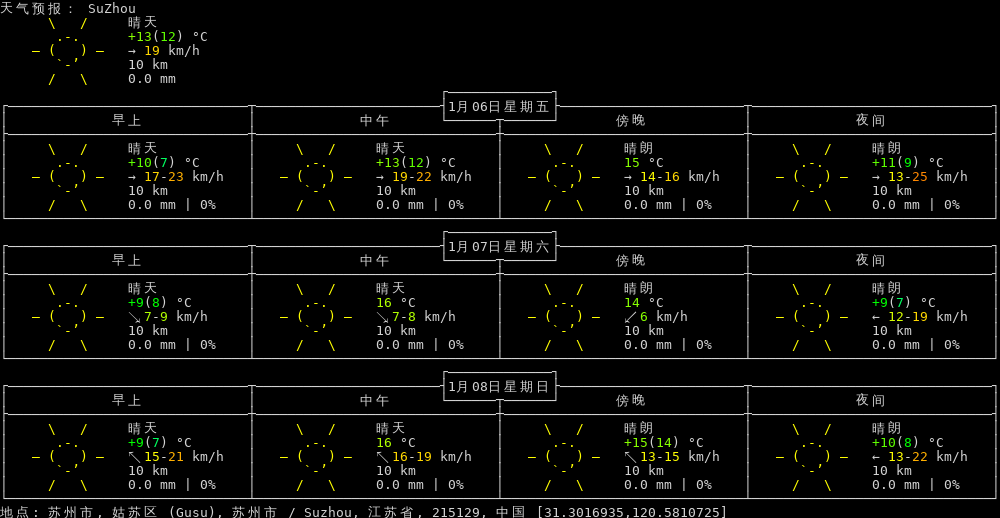 天气预报: SuZhou
晴天
+13(12) °C
→ 19 km/h
10 km
0.0 mm
1月06日星期五
早上 中午 傍晚 夜间
晴天 晴天 晴朗 晴朗
+10(7) °C +13(12) °C 15 °C +11(9) °C
→ 17-23 km/h → 19-22 km/h → 14-16 km/h → 13-25 km/h
10 km 10 km 10 km 10 km
0.0 mm | 0% 0.0 mm | 0% 0.0 mm | 0% 0.0 mm | 0%
1月07日星期六
早上 中午 傍晚 夜间
晴天 晴天 晴朗 晴朗
+9(8) °C 16 °C 14 °C +9(7) °C
↘ 7-9 km/h ↘ 7-8 km/h ↙ 6 km/h ← 12-19 km/h
10 km 10 km 10 km 10 km
0.0 mm | 0% 0.0 mm | 0% 0.0 mm | 0% 0.0 mm | 0%
1月08日星期日
早上 中午 傍晚 夜间
晴天 晴天 晴朗 晴朗
+9(7) °C 16 °C +15(14) °C +10(8) °C
↖ 15-21 km/h ↖ 16-19 km/h ↖ 13-15 km/h ← 13-22 km/h
10 km 10 km 10 km 10 km
0.0 mm | 0% 0.0 mm | 0% 0.0 mm | 0% 0.0 mm | 0%
地点: 苏州市, 姑苏区 (Gusu), 苏州市 / Suzhou, 江苏省, 215129, 中国 [31.3016935,120.5810725]